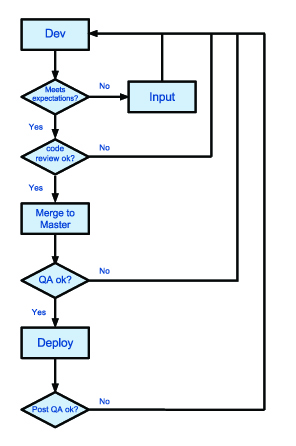 Dev
Meets
expectations?
No
Input
Yes
code
review ok?
No
Yes
Merge to
Master
QA ok?
No
Yes
Deploy
Post QA ok?
No